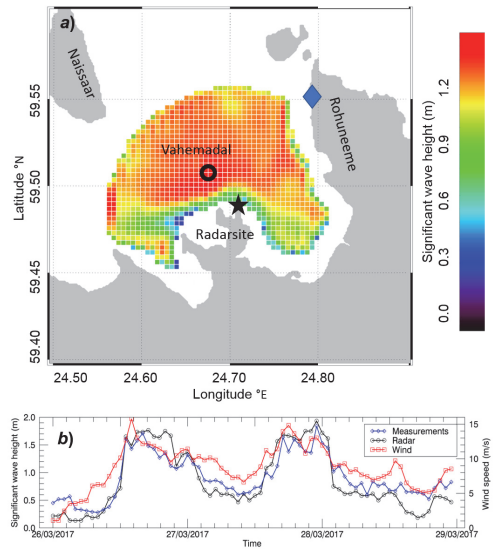 a)
Naissaar
Vahemadal
Rohuneeme
Radarsite
Latitude °N
59.55
59.50
59.45
59.40
24.50 24.60 24.70 24.80
Longitude °E
Significant wave height (m)
1.2
0.9
0.6
0.3
0.0
b)
Significant wave height (m)
2.0
1.5
1.0
0.5
0.0
Measurements
Radar
Wind
15
10
5
0
Wind speed (m/s)
26/03/2017 27/03/2017 28/03/2017 29/03/2017
Time